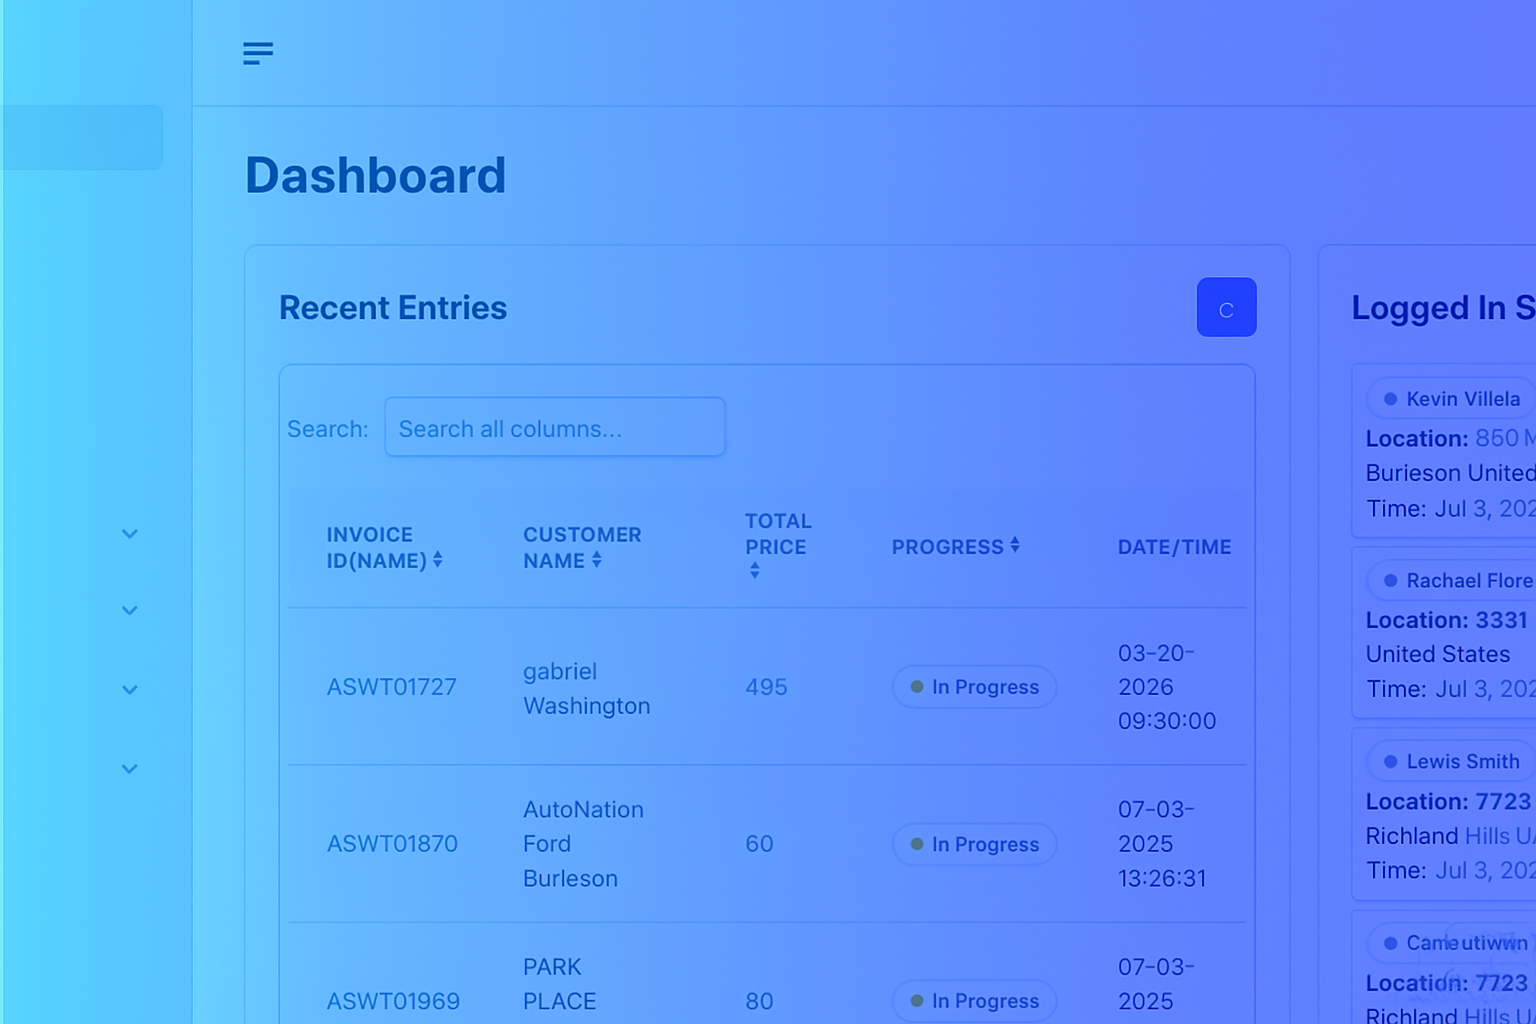 Dashboard
Recent Entries
C
Search: Search all columns...
INVOICE ID(NAME)
CUSTOMER NAME
TOTAL PRICE
PROGRESS
DATE/TIME
ASWT01727
gabriel
Washington
495
In Progress
03-20-
2026
09:30:00
ASWT01870
AutoNation
Ford
Burleson
60
In Progress
07-03-
2025
13:26:31
ASWT01969
PARK
PLACE
80
In Progress
07-03-
2025
Logged In S
Kevin Villela
Location: 850 M
Burieson United
Time: Jul 3, 202
Rachael Flore
Location: 3331
United States
Time: Jul 3, 202
Lewis Smith
Location: 7723
Richland Hills U
Time: Jul 3, 202
Location: 7723
Richland Hills U